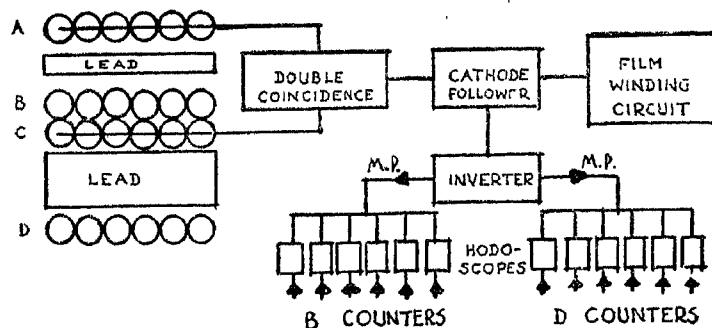 A
LEAD
B
C
LEAD
D
DOUBLE
COINCIDENCE
CATHODE
FOLLOWER
FILM
WINDING
CIRCUIT
M.P.
INVERTER
M.P.
HODO-
SCOPES
B COUNTERS
D COUNTERS